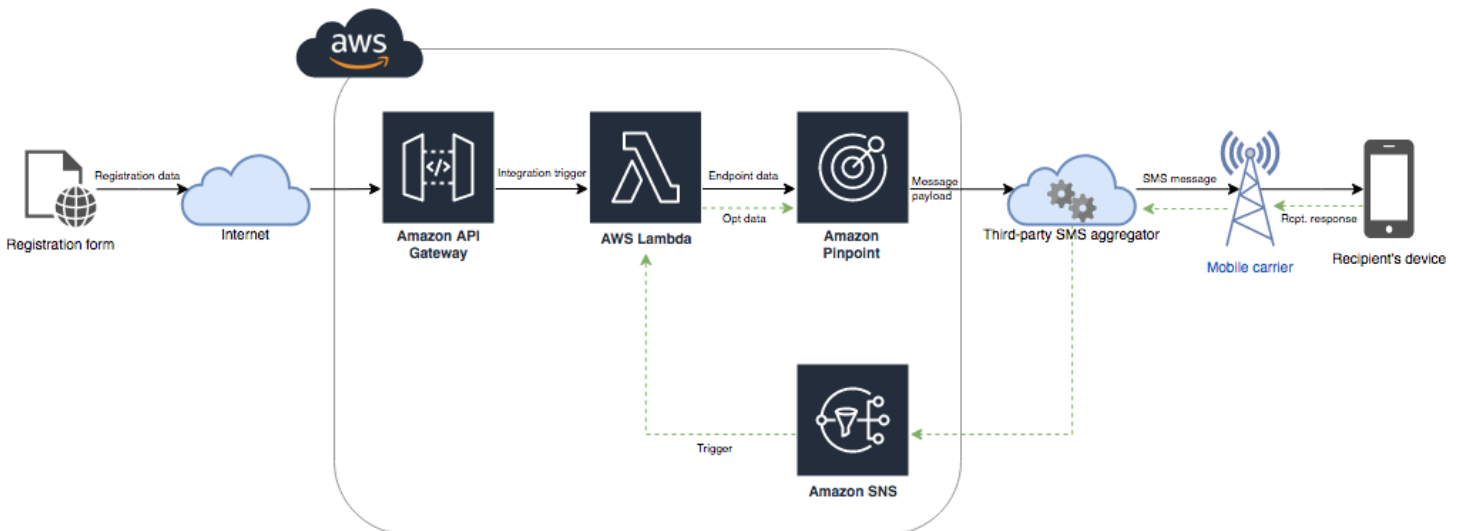 aws
Registration data
Registration form
Internet
</>
Amazon API
Gateway
Integration trigger
AWS Lambda
Endpoint data
Opt data
Amazon
Pinpoint
Message
payload
Third-party SMS aggregator
SMS message
Mobile carrier
Rcpt. response
Recipient's device
Trigger
Amazon SNS